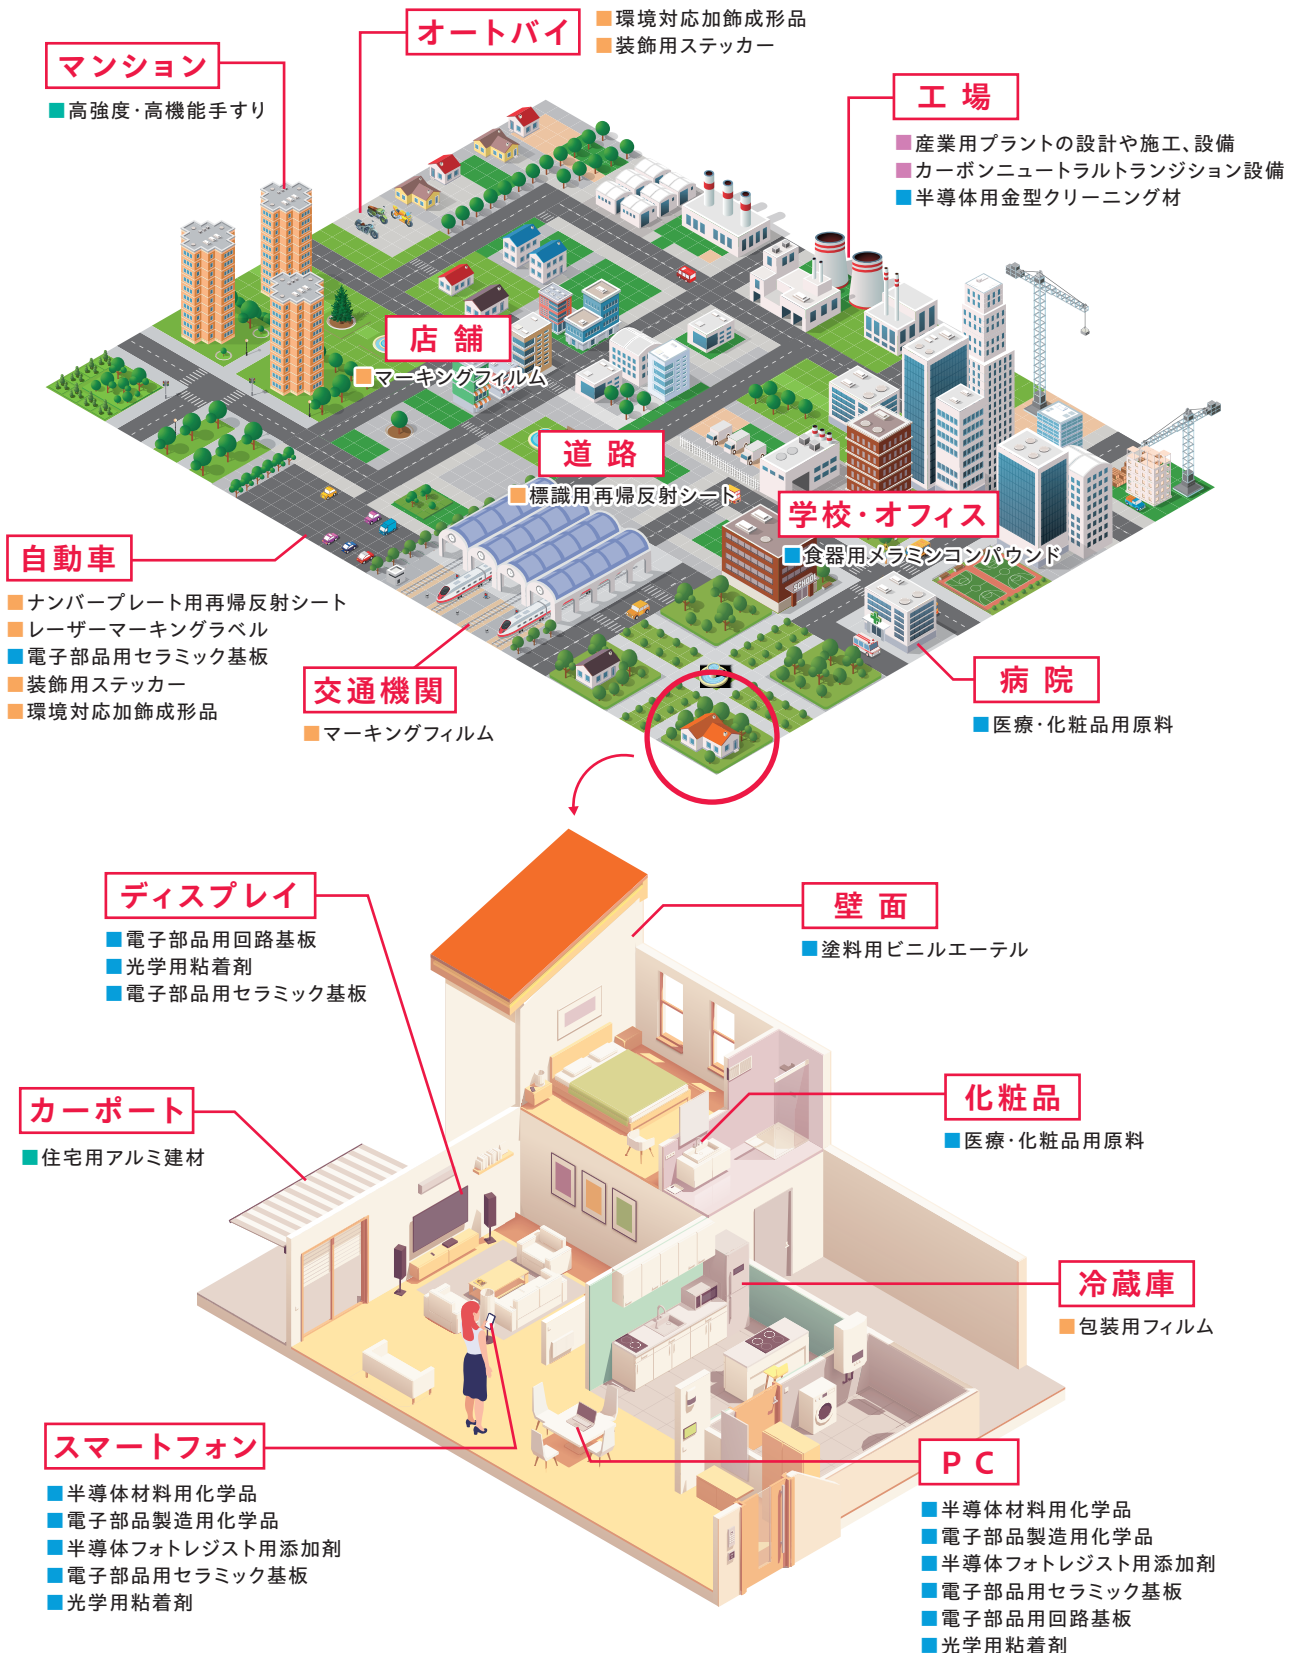 オートバイ
■環境対応加飾成形品
■装飾用ステッカー
マンション
■高強度・高機能手すり
工場
■産業用プラントの設計や施工、設備
■カーボンニュートラルトランジション設備
■半導体用金型クリーニング材
店舗
■マーキングフィルム
道路
■標識用再帰反射シート
学校・オフィス
■食器用メラミンコンパウンド
SCHOOL
自動車
■ナンバープレート用再帰反射シート
■レーザーマーキングラベル
■電子部品用セラミック基板
■装飾用ステッカー
■環境対応加飾成形品
交通機関
■マーキングフィルム
病院
■医療・化粧品用原料
ディスプレイ
■電子部品用回路基板
■光学用粘着剤
■電子部品用セラミック基板
壁面
■塗料用ビニルエーテル
カーポート
■住宅用アルミ建材
化粧品
■医療・化粧品用原料
冷蔵庫
■包装用フィルム
スマートフォン
■半導体材料用化学品
■電子部品製造用化学品
■半導体フォトレジスト用添加剤
■電子部品用セラミック基板
■光学用粘着剤
PC
■半導体材料用化学品
■電子部品製造用化学品
■半導体フォトレジスト用添加剤
■電子部品用セラミック基板
■電子部品用回路基板
■光学用粘着剤